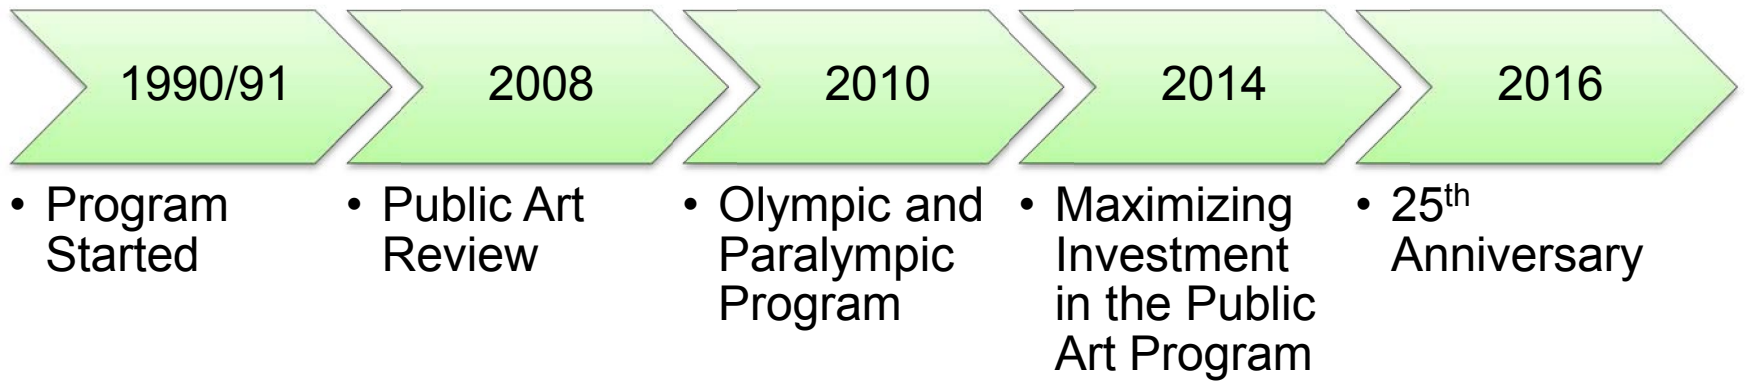 1990/91
2008
2010
2014
2016
• Program
Started
• Public Art
Review
• Olympic and
Paralympic
Program
• Maximizing
Investment
in the Public
Art Program
• 25th
Anniversary